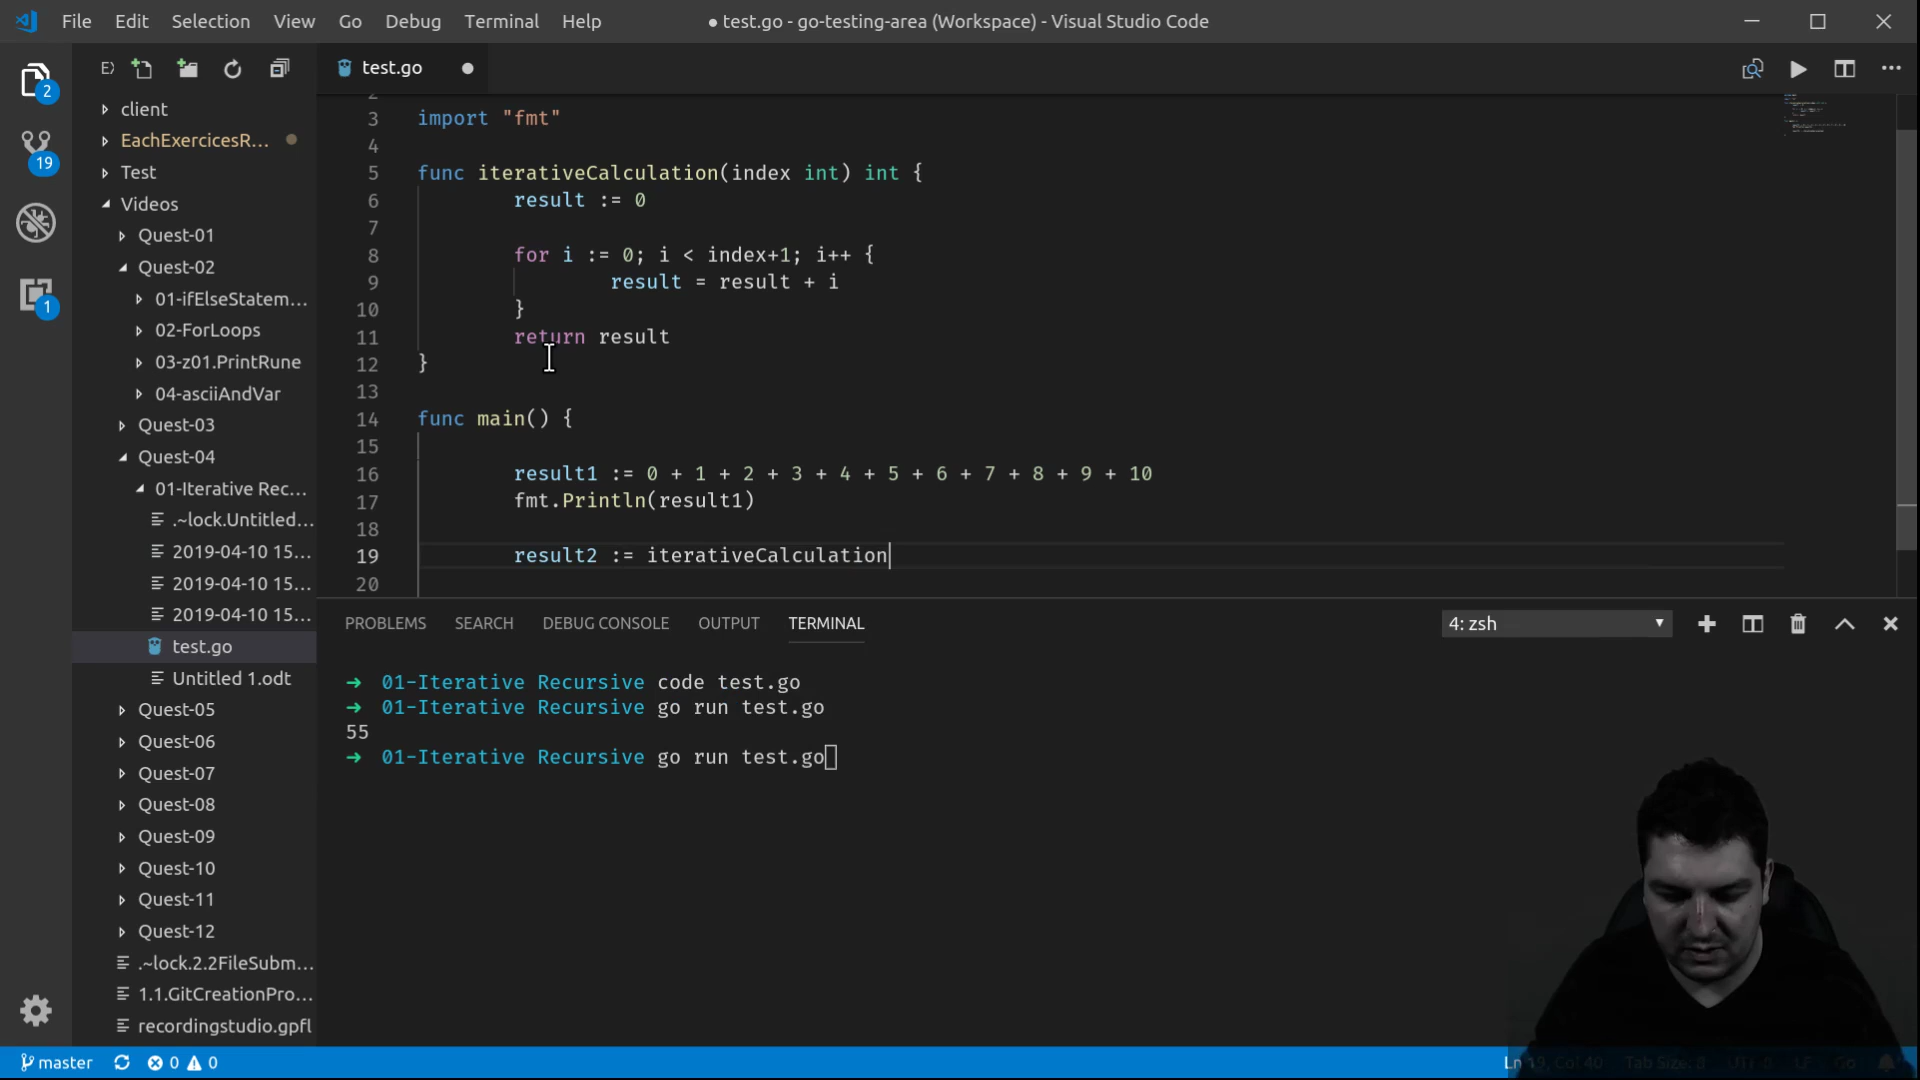 File Edit Selection View Go Debug Terminal Help
● test.go - go-testing-area (Workspace) - Visual Studio Code
test.go
client
EachExercicesR...
Test
Videos
Quest-01
Quest-02
01-ifElseStatem...
02-ForLoops
03-z01.PrintRune
04-asciiAndVar
Quest-03
Quest-04
01-Iterative Rec...
.~lock.Untitled...
2019-04-10 15...
2019-04-10 15...
2019-04-10 15...
test.go
Untitled 1.odt
Quest-05
Quest-06
Quest-07
Quest-08
Quest-09
Quest-10
Quest-11
Quest-12
.~lock.2.2FileSubm...
1.1.GitCreationPro...
recordingstudio.gpfl
2
19
1
3 import "fmt"
4
5 func iterativeCalculation(index int) int {
6 result := 0
7
8 for i := 0; i < index+1; i++ {
9 result = result + i
10 }
11 return result
12 }
13
14 func main() {
15
16 result1 := 0 + 1 + 2 + 3 + 4 + 5 + 6 + 7 + 8 + 9 + 10
17 fmt.Println(result1)
18
19 result2 := iterativeCalculation
20
PROBLEMS SEARCH DEBUG CONSOLE OUTPUT TERMINAL
4: zsh
➜ 01-Iterative Recursive code test.go
➜ 01-Iterative Recursive go run test.go
55
➜ 01-Iterative Recursive go run test.go
master 0 0